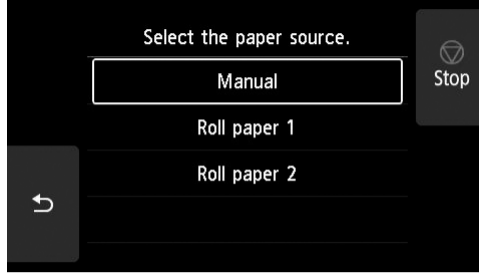 Select the paper source.
Manual
Stop
Roll paper 1
Roll paper 2